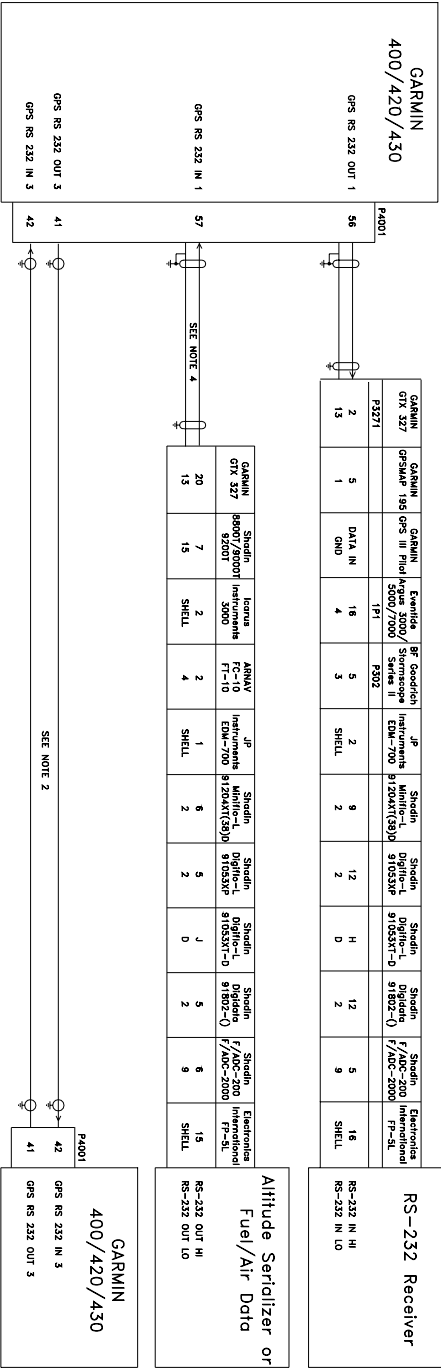 GARMIN
400/420/430
P4001
GPS RS 232 OUT 1
56
GPS RS 232 IN 1
57
GPS RS 232 OUT 3
41
GPS RS 232 IN 3
42
GARMIN
GTX 327
GARMIN
GPSMAP 195
GARMIN
GPS III Pilot
Eventide
Argus 3000/
5000/7000
BF Goodrich
Stormscope
Series II
JP
Instruments
EDM-700
Shadin
Miniflo-L
91204XT(38)D
Shadin
Digiflo-L
91053XP
Shadin
Digiflo-L
91053XT-D
Shadin
Digidata
91802-()
Shadin
F/ADC-200
F/ADC-2000
Electronics
International
FP-5L
RS-232 Receiver
P3271
1P1
P302
2
5
DATA IN
16
5
2
9
12
H
12
5
16
RS-232 IN HI
13
1
GND
4
3
SHELL
2
2
D
2
9
SHELL
RS-232 IN LO
SEE NOTE 4
GARMIN
GTX 327
Shadin
8800T/9000T
9200T
Icarus
Instruments
3000
ARNAV
FC-10
FT-10
JP
Instruments
EDM-700
Shadin
Miniflo-L
91204XT(38)D
Shadin
Digiflo-L
91053XP
Shadin
Digiflo-L
91053XT-D
Shadin
Digidata
91802-()
Shadin
F/ADC-200
F/ADC-2000
Electronics
International
FP-5L
Altitude Serializer or
Fuel/Air Data
20
7
2
2
1
6
5
J
5
6
15
RS-232 OUT HI
13
15
SHELL
4
SHELL
2
2
D
2
9
SHELL
RS-232 OUT LO
SEE NOTE 2
P4001
GARMIN
400/420/430
42
GPS RS 232 IN 3
41
GPS RS 232 OUT 3